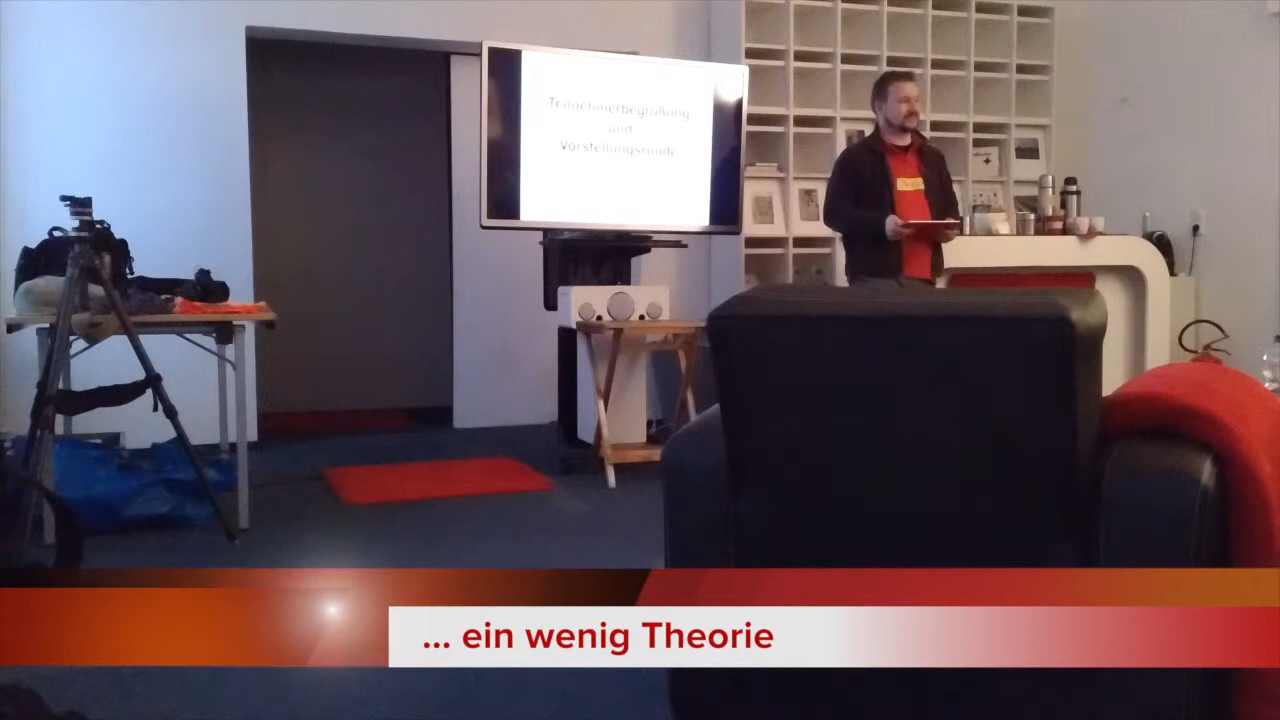 Teilnehmerbegrüßung
und
Vorstellungsrunde
... ein wenig Theorie